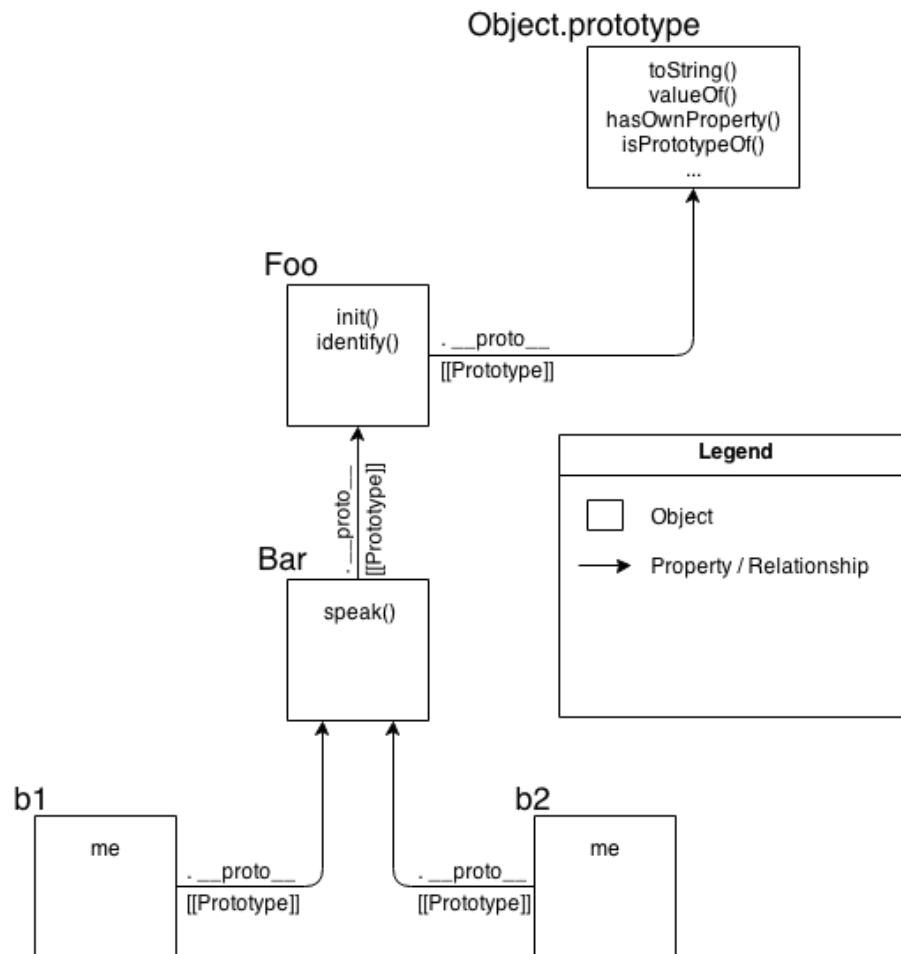 Object.prototype
toString()
valueOf()
hasOwnProperty()
isPrototypeOf()
...
Foo
init()
identify()
. __proto__
[[Prototype]]
. __proto__
[[Prototype]]
Legend
Object
Property / Relationship
Bar
speak()
b1
me
. __proto__
[[Prototype]]
b2
me
. __proto__
[[Prototype]]